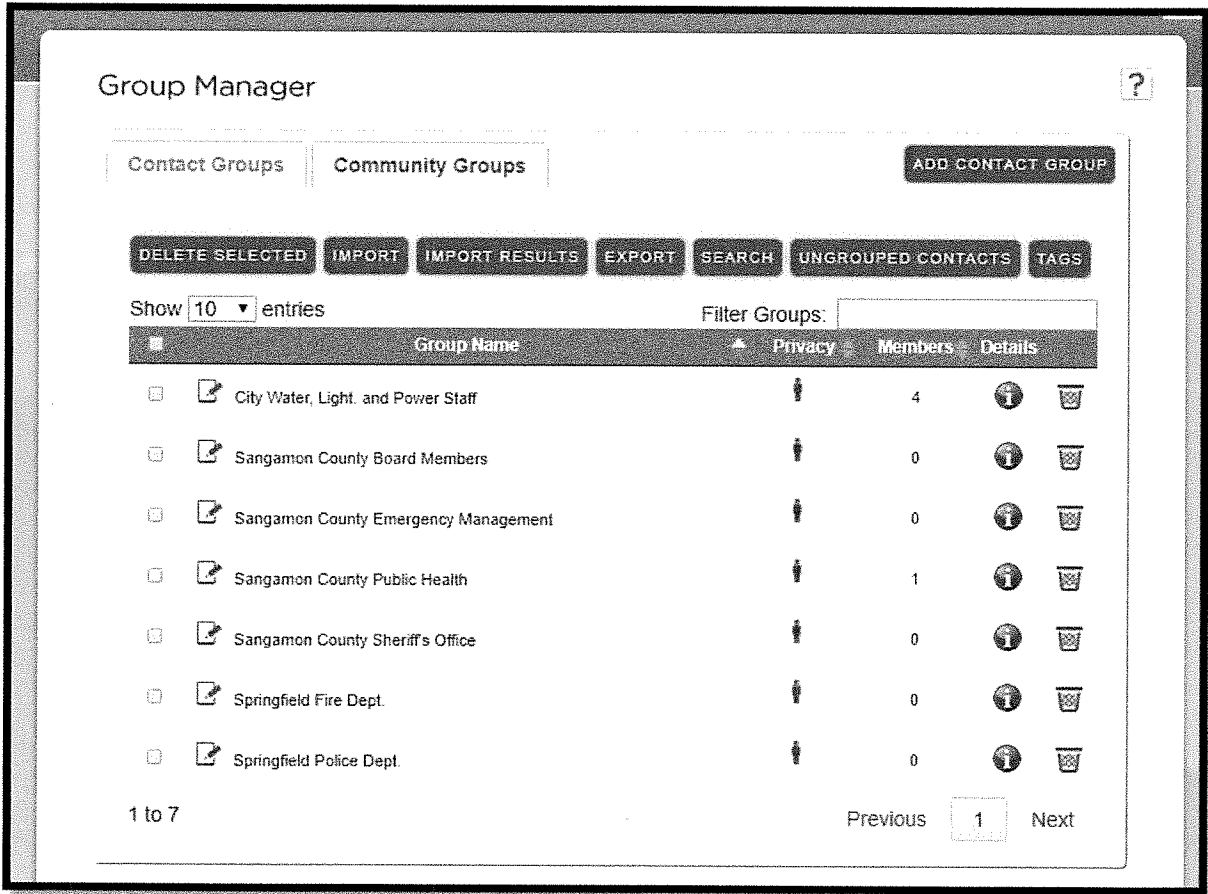 Group Manager ?
Contact Groups Community Groups ADD CONTACT GROUP
DELETE SELECTED IMPORT IMPORT RESULTS EXPORT SEARCH UNGROUPED CONTACTS TAGS
Show 10 entries Filter Groups:
Group Name Privacy Members Details
City Water, Light. and Power Staff 4
Sangamon County Board Members 0
Sangamon County Emergency Management 0
Sangamon County Public Health 1
Sangamon County Sheriff's Office 0
Springfield Fire Dept. 0
Springfield Police Dept. 0
1 to 7 Previous 1 Next